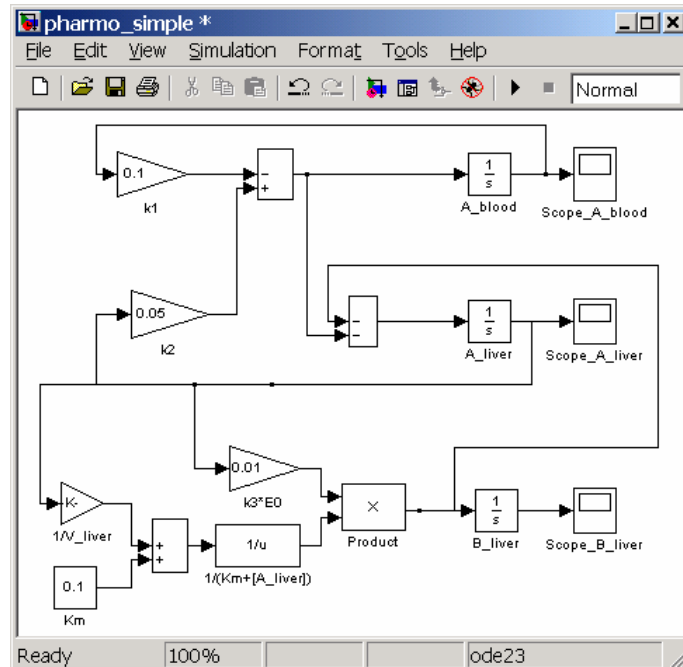 pharmo_simple *
File Edit View Simulation Format Tools Help
Normal
0.1
k1
−
+
1
s
A_blood
Scope_A_blood
0.05
k2
−
−
1
s
A_liver
Scope_A_liver
0.01
k3*E0
K-
1/V_liver
+
+
1/u
1/(Km+[A_liver])
×
Product
1
s
B_liver
Scope_B_liver
0.1
Km
Ready 100% ode23